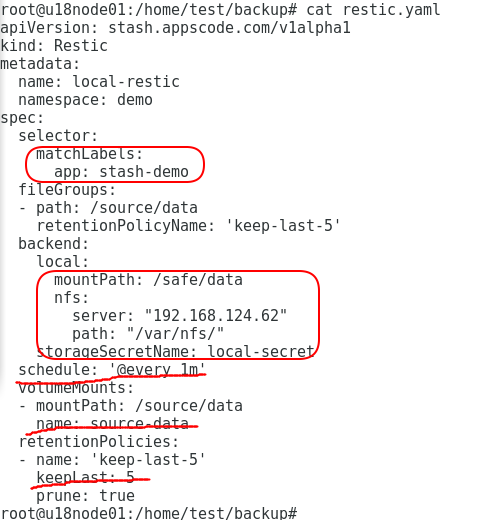 root@u18node01:/home/test/backup# cat restic.yaml
apiVersion: stash.appscode.com/v1alpha1
kind: Restic
metadata:
  name: local-restic
  namespace: demo
spec:
  selector:
    matchLabels:
      app: stash-demo
  fileGroups:
  - path: /source/data
    retentionPolicyName: 'keep-last-5'
  backend:
    local:
      mountPath: /safe/data
      nfs:
        server: "192.168.124.62"
        path: "/var/nfs/"
    storageSecretName: local-secret
  schedule: '@every 1m'
  volumeMounts:
  - mountPath: /source/data
    name: source-data
  retentionPolicies:
  - name: 'keep-last-5'
    keepLast: 5
    prune: true
root@u18node01:/home/test/backup#